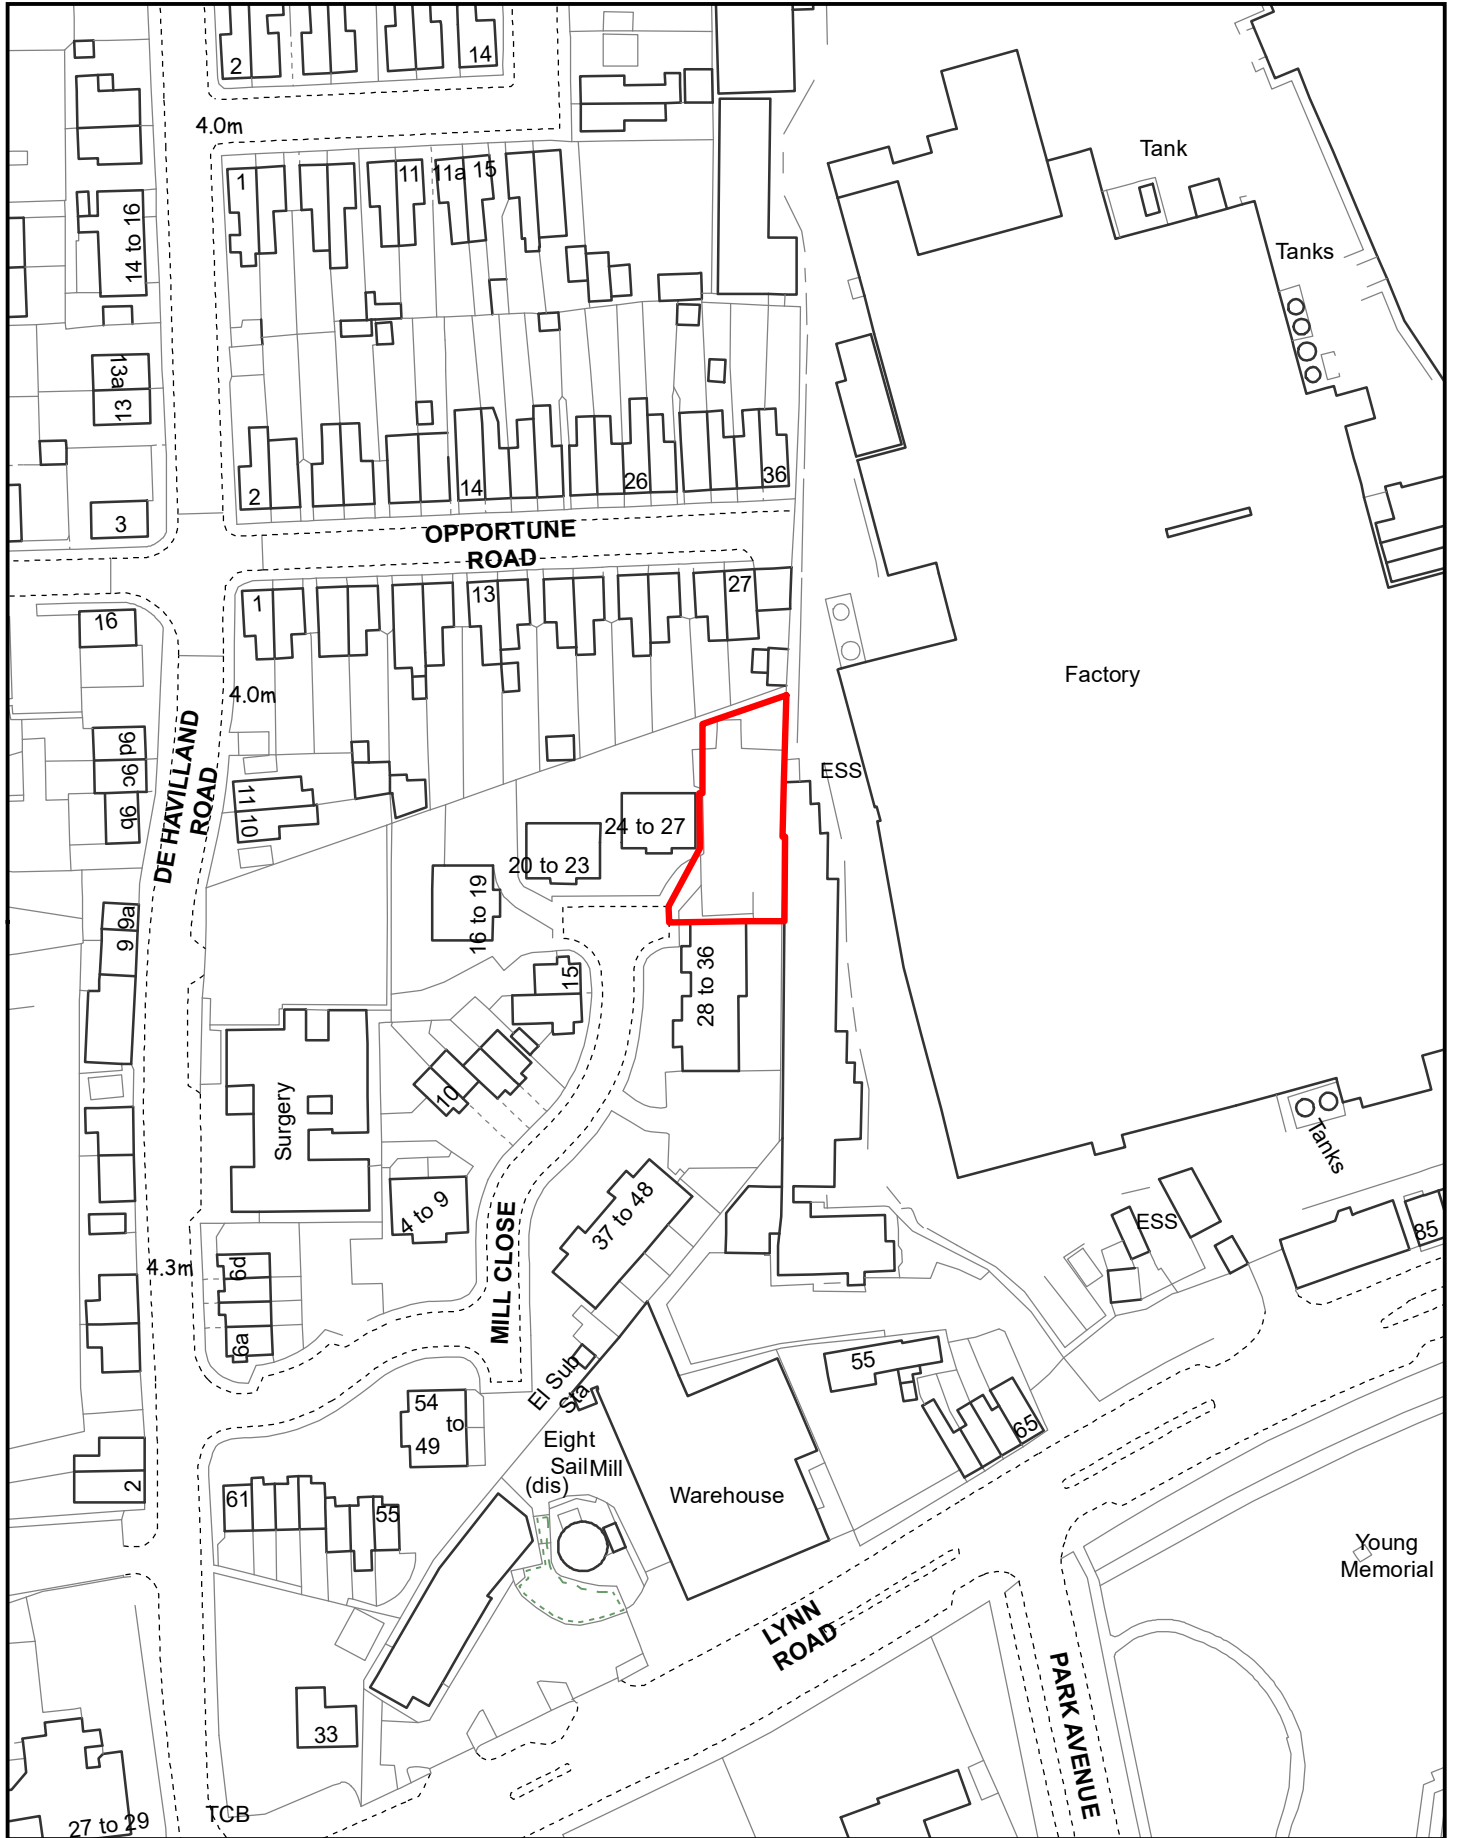 2
14
4.0m
1
11
11a
15
Tank
14 to 16
Tanks
13a
13
3
2
14
26
36
OPPORTUNE
ROAD
16
1
13
27
Factory
4.0m
9d
9c
9b
DE HAVILLAND
ROAD
11
10
ESS
24 to 27
20 to 23
16 to 19
9a
9
15
28 to 36
10
Surgery
4 to 9
37 to 48
MILL CLOSE
Tanks
ESS
85
4.3m
6d
6a
El Sub
Sta
55
65
54
to
49
Eight
Sail Mill
(dis)
Warehouse
2
61
55
Young
Memorial
LYNN
ROAD
PARK AVENUE
33
TCB
27 to 29